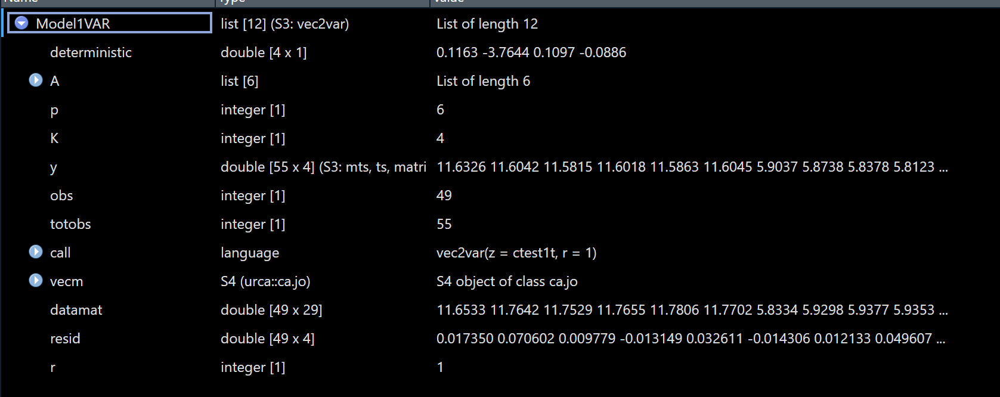 Name Type Value
Model1VAR list [12] (S3: vec2var) List of length 12
deterministic double [4 x 1] 0.1163 -3.7644 0.1097 -0.0886
A list [6] List of length 6
p integer [1] 6
K integer [1] 4
y double [55 x 4] (S3: mts, ts, matri 11.6326 11.6042 11.5815 11.6018 11.5863 11.6045 5.9037 5.8738 5.8378 5.8123 ...
obs integer [1] 49
totobs integer [1] 55
call language vec2var(z = ctest1t, r = 1)
vecm S4 (urca::ca.jo) S4 object of class ca.jo
datamat double [49 x 29] 11.6533 11.7642 11.7529 11.7655 11.7806 11.7702 5.8334 5.9298 5.9377 5.9353 ...
resid double [49 x 4] 0.017350 0.070602 0.009779 -0.013149 0.032611 -0.014306 0.012133 0.049607 ...
r integer [1] 1